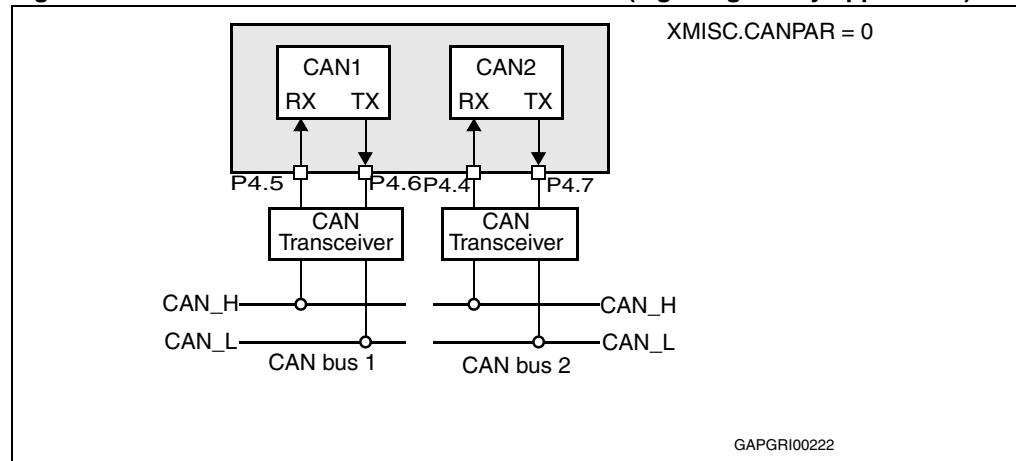 XMISC.CANPAR = 0
CAN1
CAN2
RX TX
RX TX
P4.5
P4.6
P4.4
P4.7
CAN
Transceiver
CAN
Transceiver
CAN_H
CAN_H
CAN_L
CAN_L
CAN bus 1
CAN bus 2
GAPGRI00222